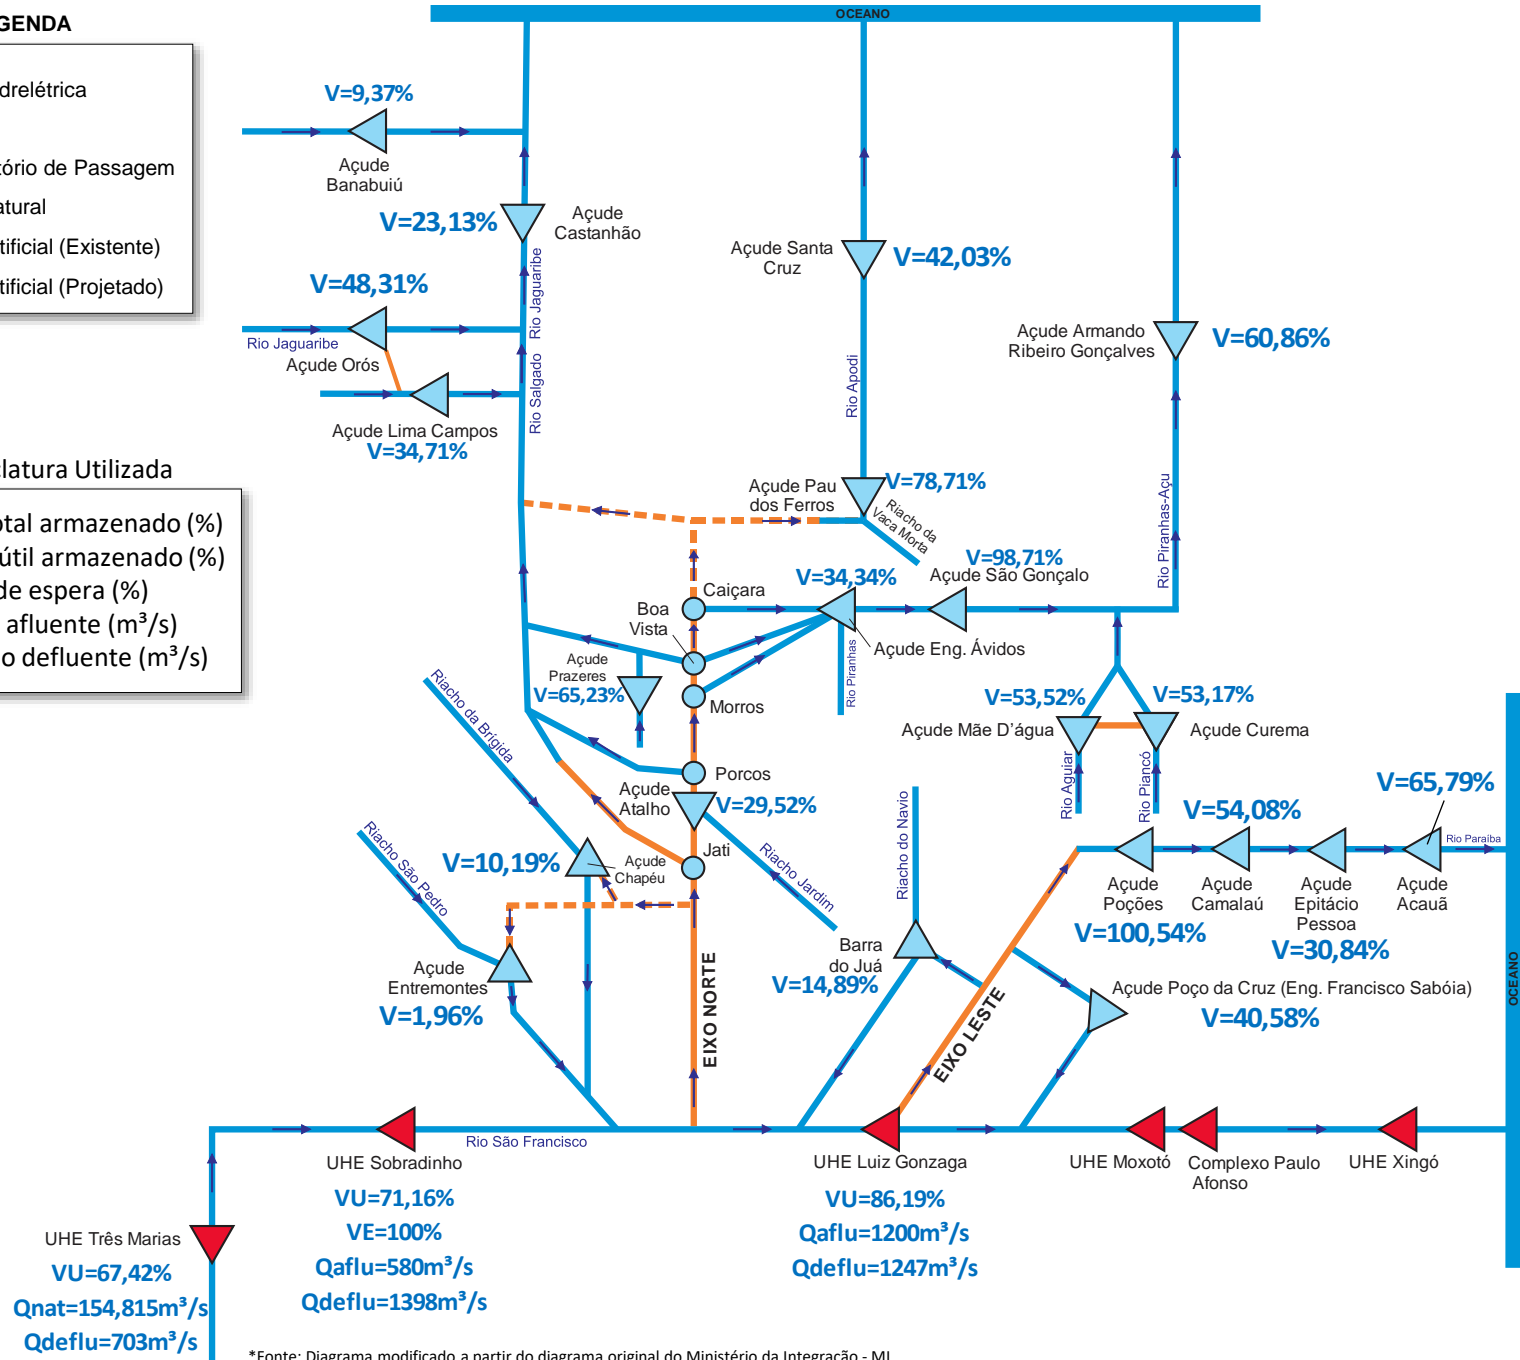 OCEANO
GENDA
drelétrica
tório de Passagem
atural
tificial (Existente)
tificial (Projetado)
V=9,37%
Açude
Banabuiú
V=23,13%
Açude
Castanhão
Açude Santa
Cruz
V=42,03%
V=48,31%
Rio Jaguaribe
Rio Jaguaribe
Açude Orós
Açude Armando
Ribeiro Gonçalves
V=60,86%
Rio Salgado
Rio Apodi
Açude Lima Campos
V=34,71%
clatura Utilizada
otal armazenado (%)
útil armazenado (%)
de espera (%)
afluente (m³/s)
o defluente (m³/s)
Açude Pau
dos Ferros
V=78,71%
Riacho da
Vaca Morta
Rio Piranhas-Açu
V=98,71%
Açude São Gonçalo
V=34,34%
Caiçara
Boa
Vista
Açude Eng. Ávidos
Rio Piranhas
Açude
Prazeres
V=65,23%
Morros
Riacho da Brígida
V=53,52%
V=53,17%
Açude Mãe D'água
Açude Curema
Rio Aguiar
Rio Piancó
Porcos
Açude
Atalho
V=29,52%
V=65,79%
V=54,08%
Riacho do Navio
Riacho São Pedro
V=10,19%
Açude
Chapéu
Jati
Riacho Jardim
Rio Paraíba
Açude
Poções
V=100,54%
Açude
Camalaú
Açude
Epitácio
Pessoa
V=30,84%
Açude
Acauã
Barra
do Juá
V=14,89%
Açude
Entremontes
V=1,96%
EIXO NORTE
EIXO LESTE
Açude Poço da Cruz (Eng. Francisco Sabóia)
V=40,58%
OCEANO
Rio São Francisco
UHE Sobradinho
VU=71,16%
VE=100%
Qaflu=580m³/s
Qdeflu=1398m³/s
UHE Luiz Gonzaga
VU=86,19%
Qaflu=1200m³/s
Qdeflu=1247m³/s
UHE Moxotó
Complexo Paulo
Afonso
UHE Xingó
UHE Três Marias
VU=67,42%
Qnat=154,815m³/s
Qdeflu=703m³/s
*Fonte: Diagrama modificado a partir do diagrama original do Ministério da Integração - MI